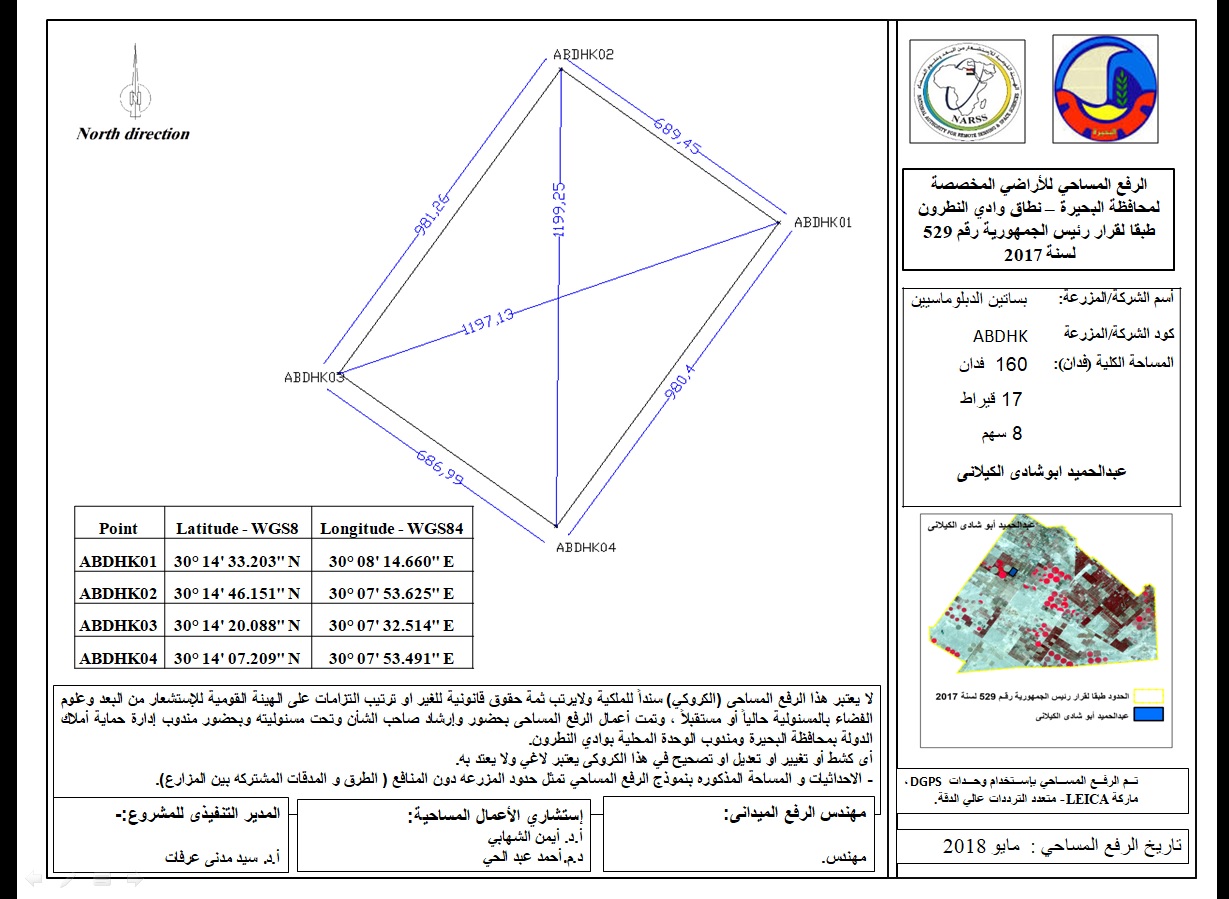 North direction
ABDHK02
689,45
981,26
1199,25
ABDHK01
1197,13
ABDHK03
980,4
686,99
ABDHK04
Point Latitude - WGS8 Longitude - WGS84
ABDHK01 30° 14' 33.203'' N 30° 08' 14.660'' E
ABDHK02 30° 14' 46.151'' N 30° 07' 53.625'' E
ABDHK03 30° 14' 20.088'' N 30° 07' 32.514'' E
ABDHK04 30° 14' 07.209'' N 30° 07' 53.491'' E
NARSS
NATIONAL AUTHORITY FOR REMOTE SENSING & SPACE SCIENCES
البحيرة
الرفع المساحي للأراضي المخصصة
لمحافظة البحيرة – نطاق وادي النطرون
طبقا لقرار رئيس الجمهورية رقم 529
لسنة 2017
أسم الشركة/المزرعة: بساتين الدبلوماسيين
كود الشركة/المزرعة ABDHK
المساحة الكلية (فدان): 160 فدان
17 قيراط
8 سهم
عبدالحميد ابوشادى الكيلانى
عبدالحميد أبو شادى الكيلانى
الحدود طبقا لقرار رئيس الجمهورية رقم 529 لسنة 2017
عبدالحميد أبو شادى الكيلانى
تم الرفع المساحي بإستخدام وحدات DGPS ،
ماركة LEICA- متعدد الترددات عالي الدقة.
تاريخ الرفع المساحي : مايو 2018
لا يعتبر هذا الرفع المساحى (الكروكي) سنداً للملكية ولايرتب ثمة حقوق قانونية للغير او ترتيب التزامات على الهيئة القومية للإستشعار من البعد وعلوم
الفضاء بالمسئولية حالياً أو مستقبلاً ، وتمت أعمال الرفع المساحى بحضور وإرشاد صاحب الشأن وتحت مسئوليته وبحضور مندوب إدارة حماية أملاك
الدولة بمحافظة البحيرة ومندوب الوحدة المحلية بوادي النطرون.
أى كشط أو تغيير او تعديل او تصحيح في هذا الكروكى يعتبر لاغي ولا يعتد به.
- الاحداثيات و المساحة المذكوره بنموذج الرفع المساحي تمثل حدود المزرعه دون المنافع ( الطرق و المدقات المشتركه بين المزارع).
مهندس الرفع الميدانى:
مهندس.
إستشاري الأعمال المساحية:
أ.د. أيمن الشهابي
د.م.أحمد عبد الحي
المدير التنفيذى للمشروع:-
أ.د. سيد مدنى عرفات